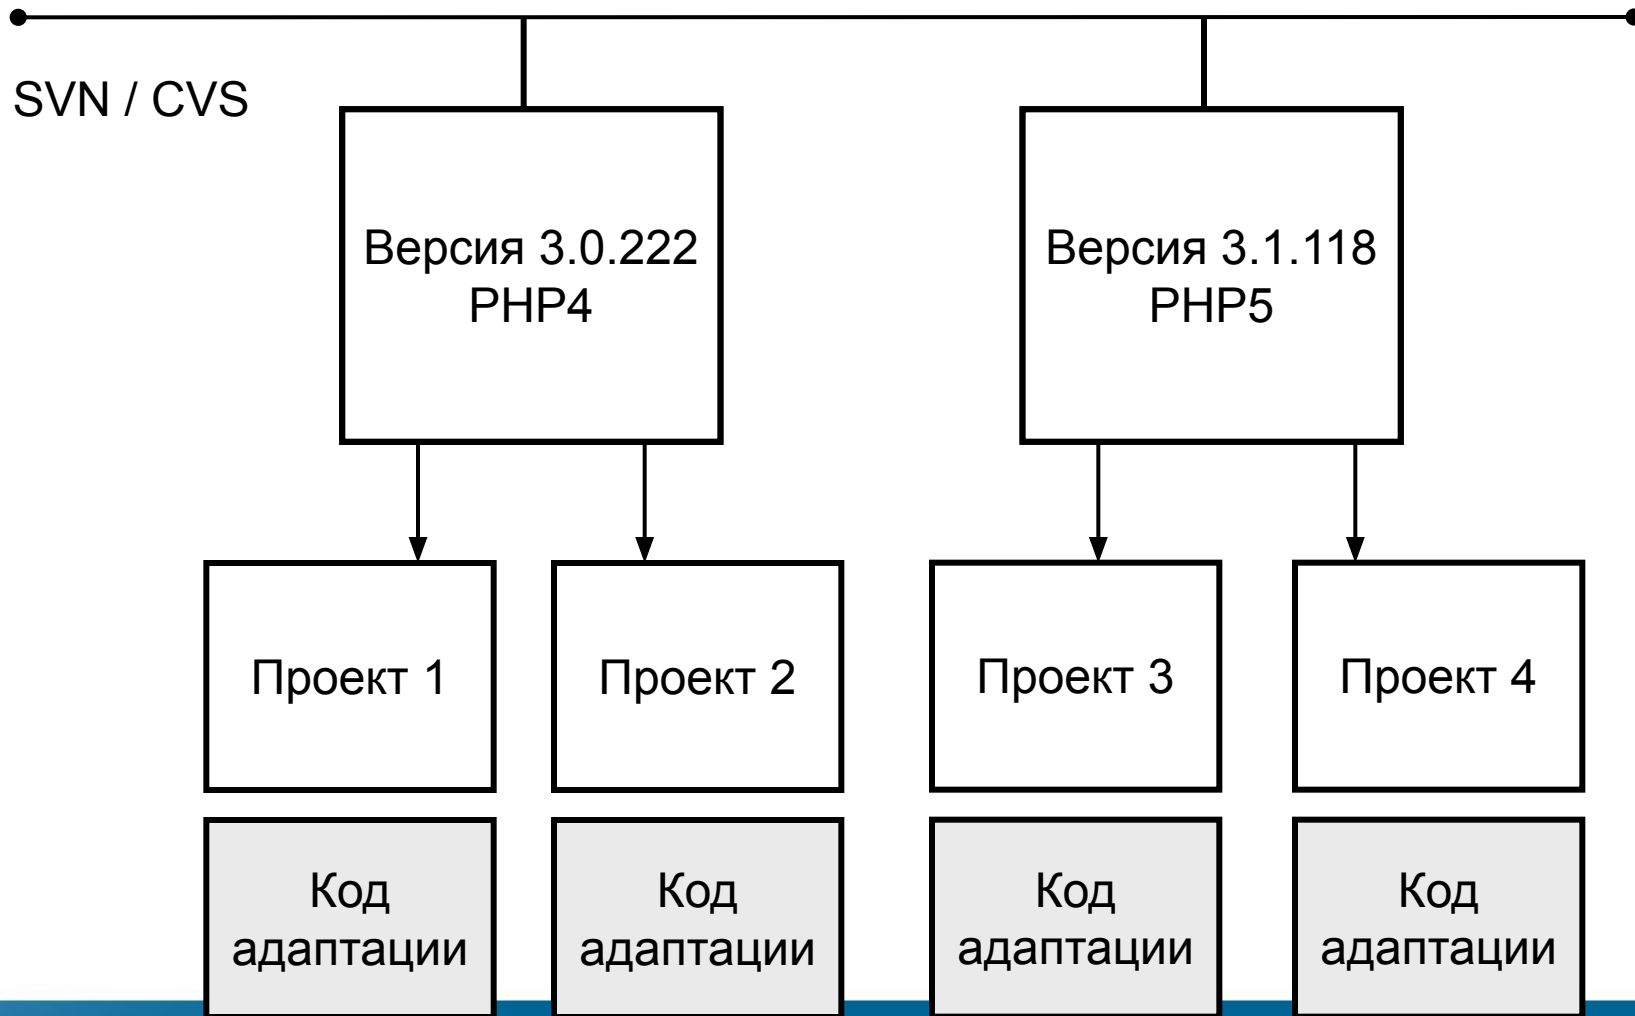 SVN / CVS
Версия 3.0.222
PHP4
Версия 3.1.118
PHP5
Проект 1
Проект 2
Проект 3
Проект 4
Код
адаптации
Код
адаптации
Код
адаптации
Код
адаптации